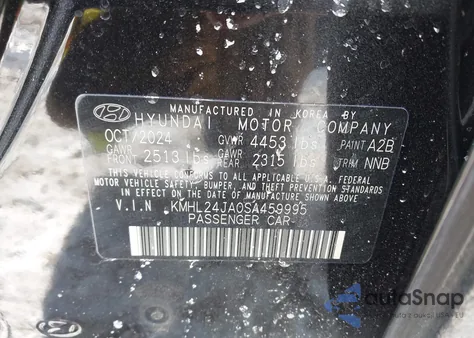 MANUFACTURED IN KOREA BY
HYUNDAI MOTOR COMPANY
OCT/2024 GVWR 4453 lbs PAINT A2B
GAWR FRONT 2513 lbs GAWR REAR 2315 lbs TRIM NNB
THIS VEHICLE CONFORMS TO ALL APPLICABLE U.S.A FEDERAL
MOTOR VEHICLE SAFETY, BUMPER, AND THEFT PREVENTION STANDARDS
IN EFFECT ON THE DATE OF MANUFACTURE SHOWN ABOVE.
V.I.N KMHL24JA0SA459995
PASSENGER CAR
autoSnap